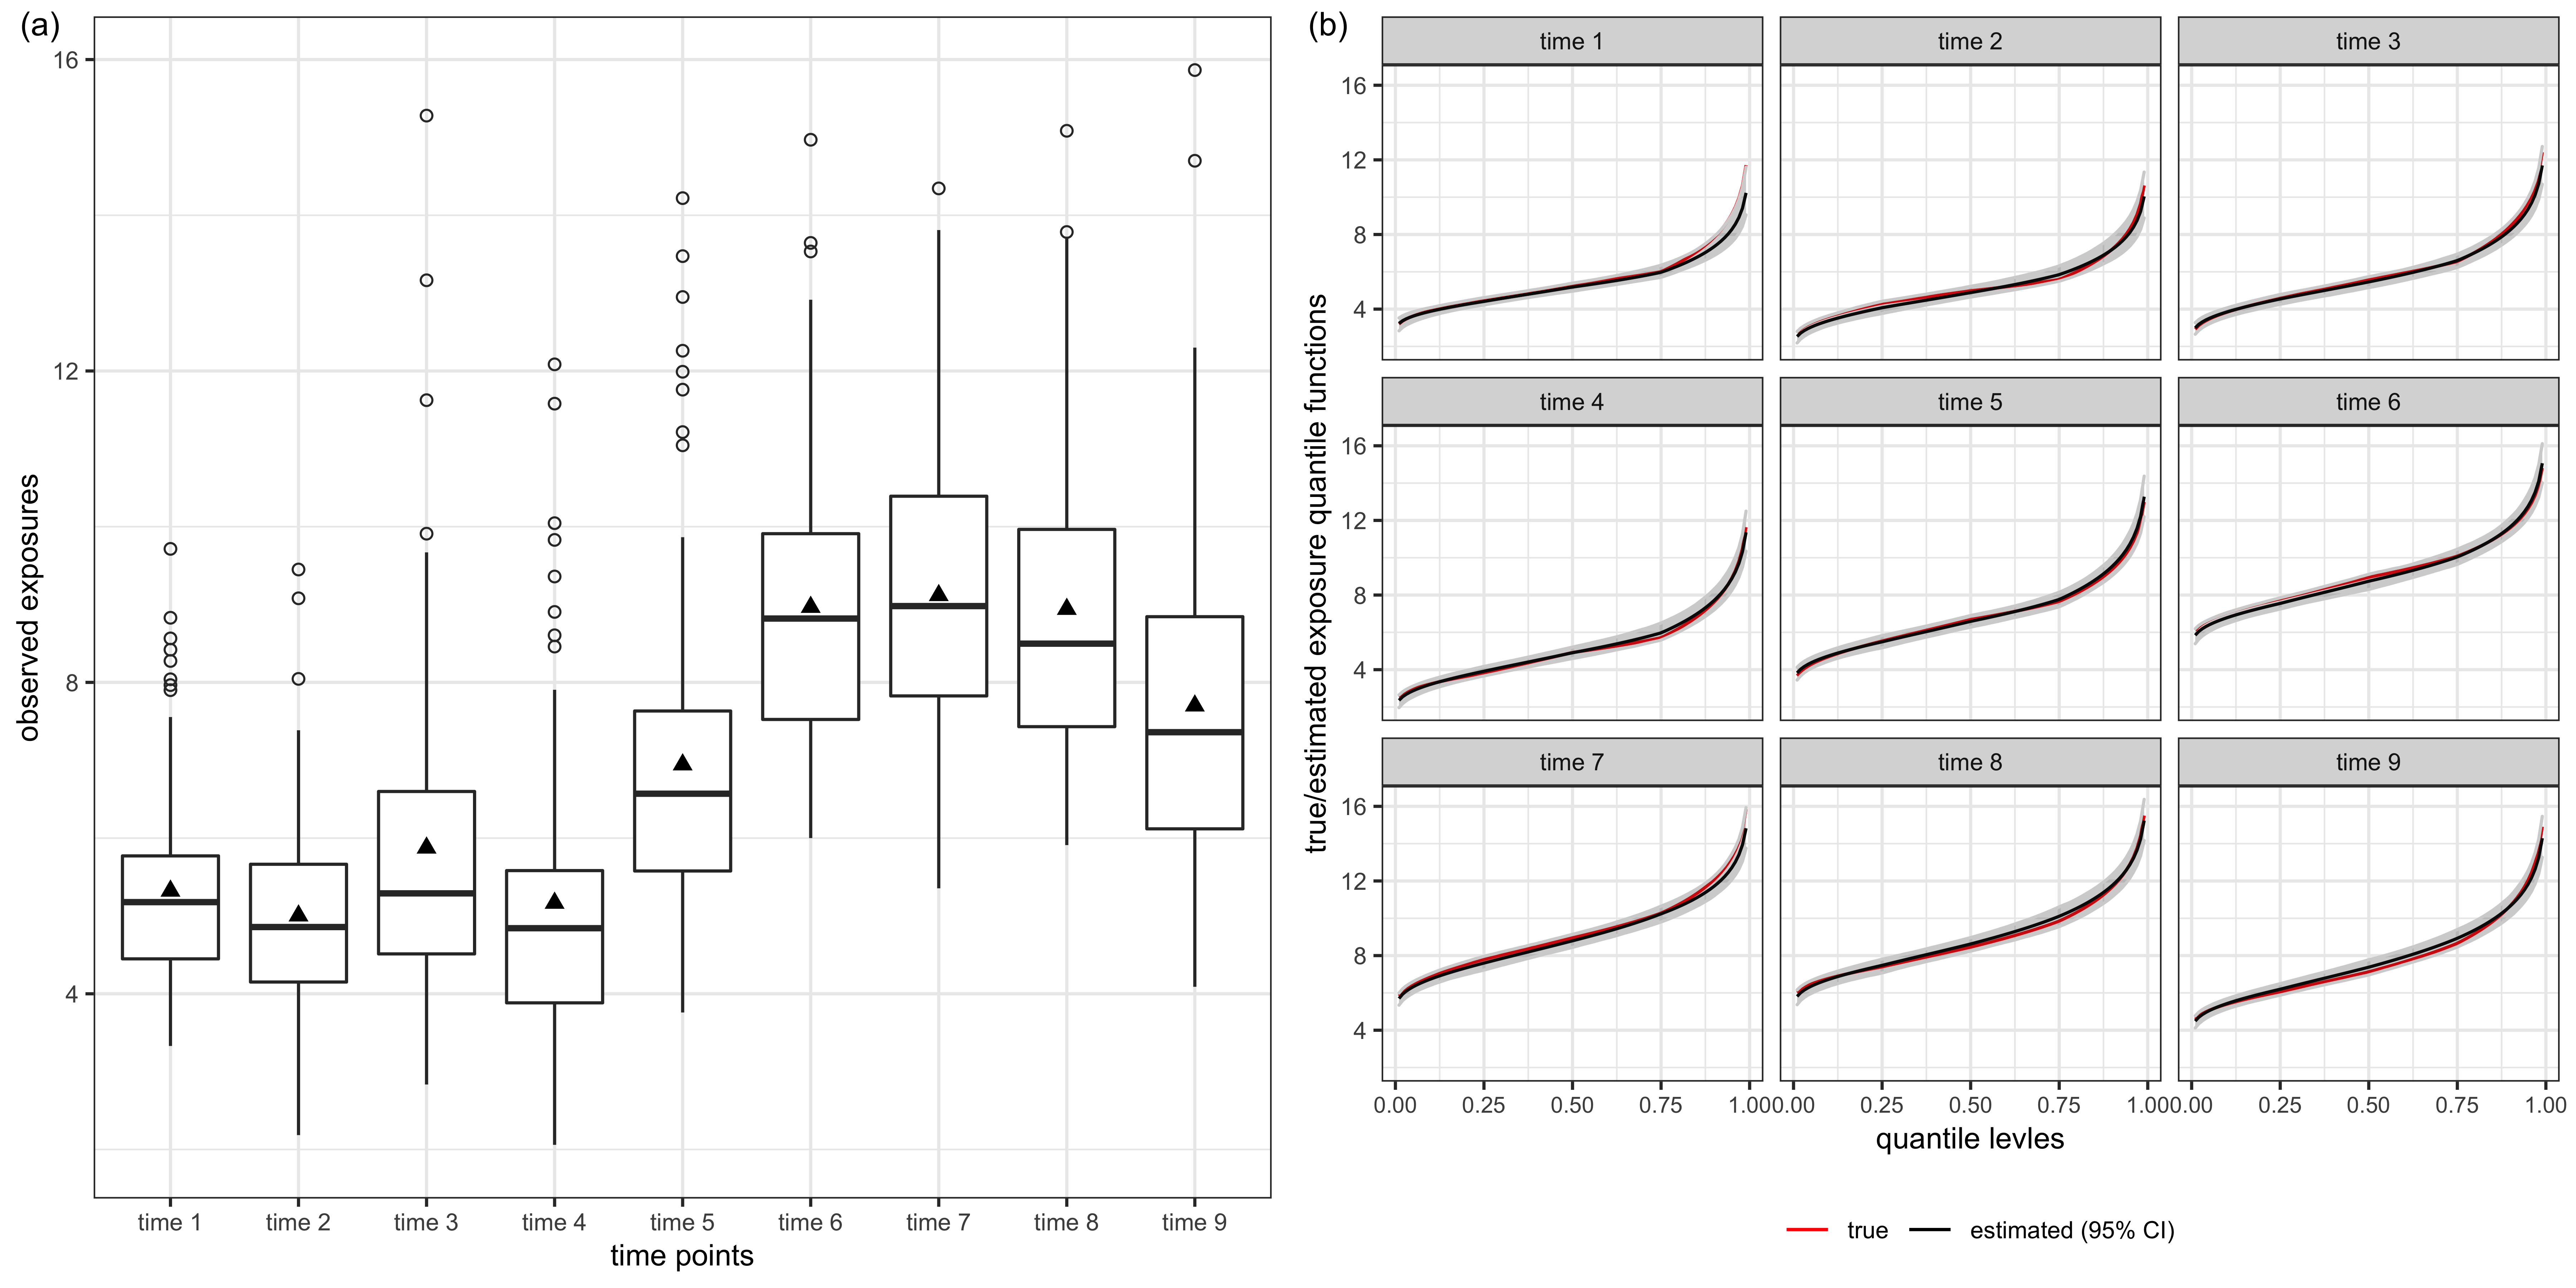 (a)
observed exposures
16
12
8
4
time 1 time 2 time 3 time 4 time 5 time 6 time 7 time 8 time 9
time points
(b)
true/estimated exposure quantile functions
time 1 time 2 time 3
16
12
8
4
time 4 time 5 time 6
16
12
8
4
time 7 time 8 time 9
16
12
8
4
0.00 0.25 0.50 0.75 1.00 0.00 0.25 0.50 0.75 1.00 0.00 0.25 0.50 0.75 1.00
quantile levles
true estimated (95% CI)